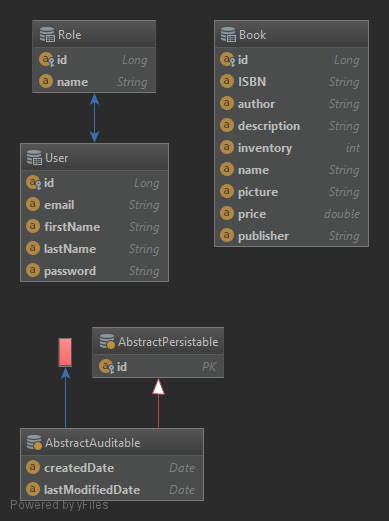 Role
id Long
name String
Book
id Long
ISBN String
author String
description String
inventory int
name String
picture String
price double
publisher String
User
id Long
email String
firstName String
lastName String
password String
AbstractPersistable
id PK
AbstractAuditable
createdDate Date
lastModifiedDate Date
Powered by yFiles